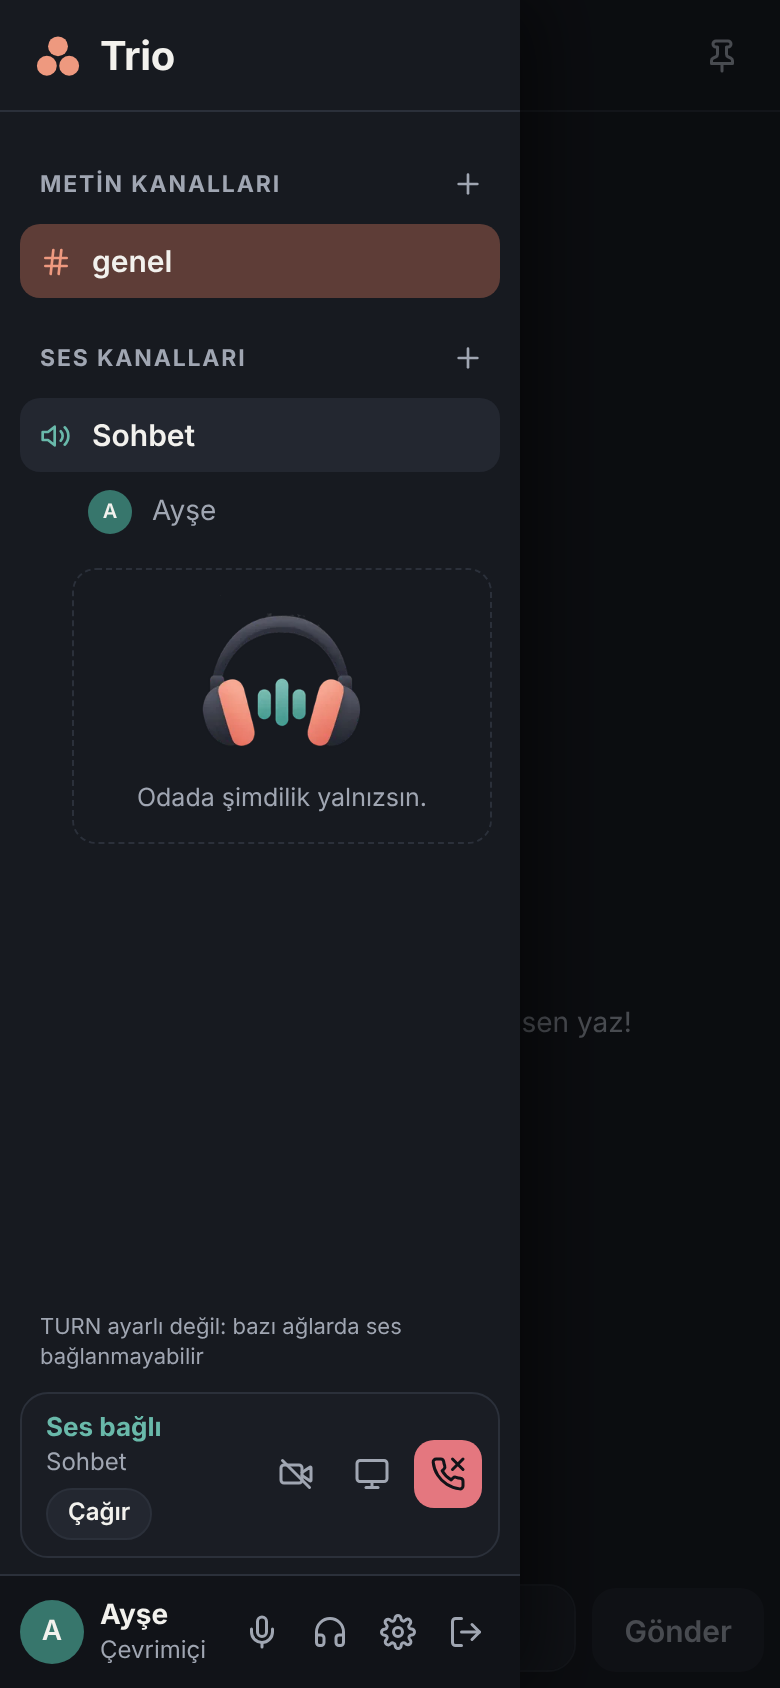 Trio
METİN KANALLARI
genel
SES KANALLARI
Sohbet
A Ayşe
Odada şimdilik yalnızsın.
sen yaz!
TURN ayarlı değil: bazı ağlarda ses
bağlanmayabilir
Ses bağlı
Sohbet
Çağır
A Ayşe
Çevrimiçi
Gönder